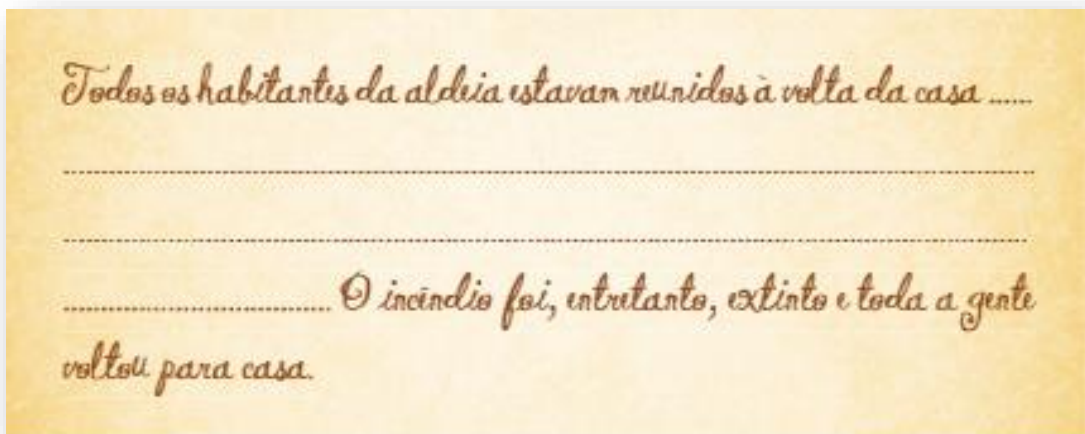 Todos os habitantes da aldeia estavam reunidos à volta da casa ......
................................................................................
................................................................................
.................................. O incêndio foi, entretanto, extinto e toda a gente
voltou para casa.